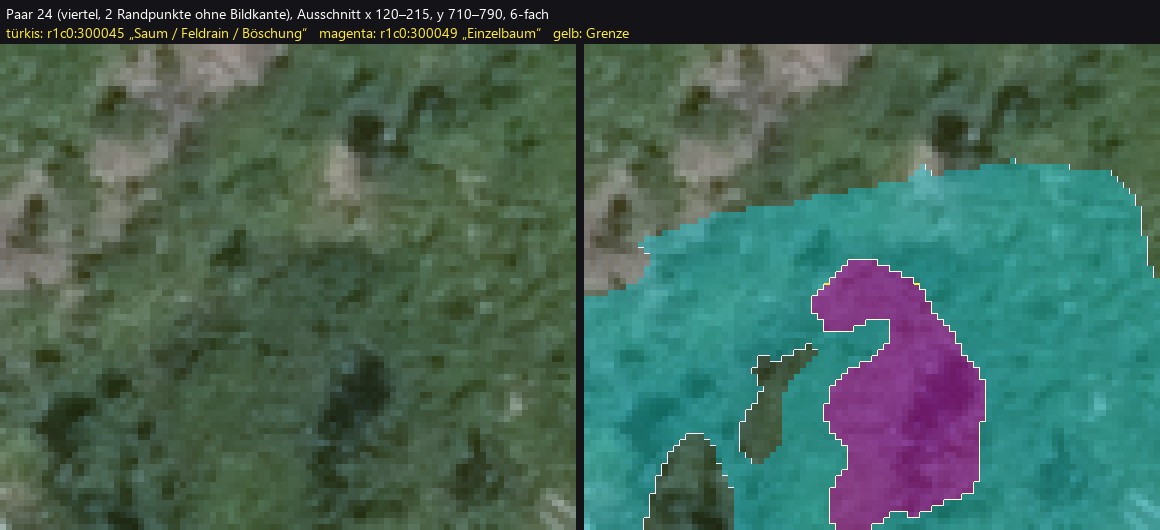 Paar 24 (viertel, 2 Randpunkte ohne Bildkante), Ausschnitt x 120–215, y 710–790, 6-fach
türkis: r1c0:300045 „Saum / Feldrain / Böschung“ magenta: r1c0:300049 „Einzelbaum“ gelb: Grenze